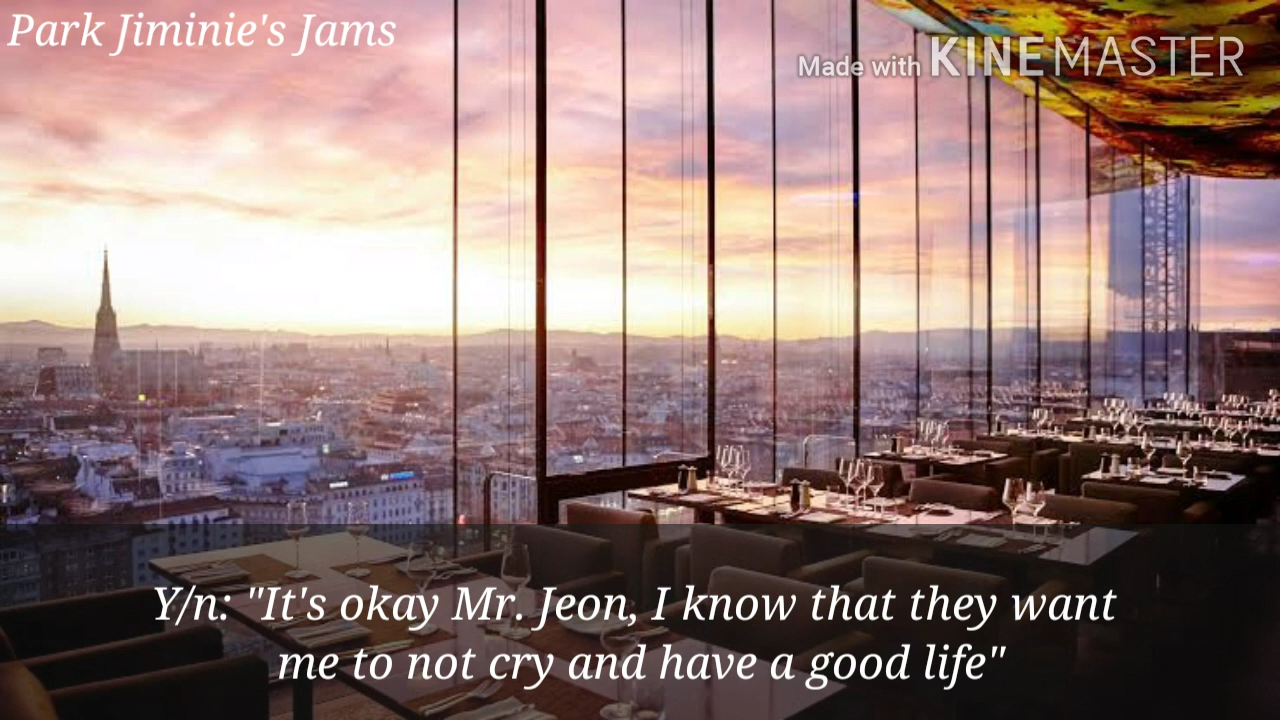 Park Jiminie's Jams
Made with KINEMASTER
Y/n: "It's okay Mr. Jeon, I know that they want
me to not cry and have a good life"